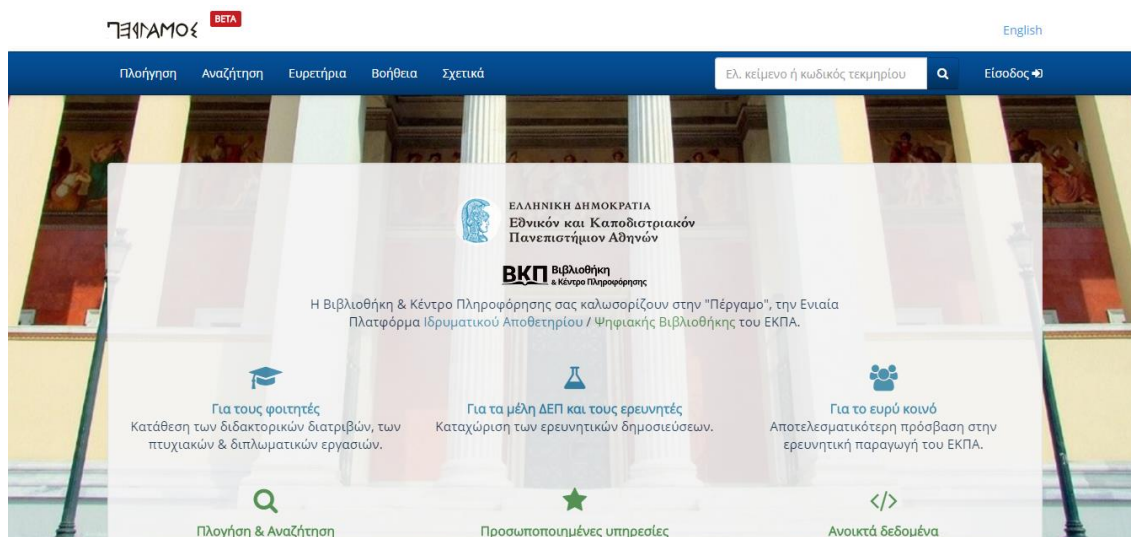 ΠΕΡΓΑΜΟΣ BETA
English
Πλοήγηση Αναζήτηση Ευρετήρια Βοήθεια Σχετικά Ελ. κείμενο ή κωδικός τεκμηρίου Είσοδος
ΕΛΛΗΝΙΚΗ ΔΗΜΟΚΡΑΤΙΑ
Εθνικόν και Καποδιστριακόν
Πανεπιστήμιον Αθηνών
ΒΚΠ Βιβλιοθήκη
& Κέντρο Πληροφόρησης
Η Βιβλιοθήκη & Κέντρο Πληροφόρησης σας καλωσορίζουν στην "Πέργαμο", την Ενιαία
Πλατφόρμα Ιδρυματικού Αποθετηρίου / Ψηφιακής Βιβλιοθήκης του ΕΚΠΑ.
Για τους φοιτητές
Κατάθεση των διδακτορικών διατριβών, των
πτυχιακών & διπλωματικών εργασιών.
Για τα μέλη ΔΕΠ και τους ερευνητές
Καταχώριση των ερευνητικών δημοσιεύσεων.
Για το ευρύ κοινό
Αποτελεσματικότερη πρόσβαση στην
ερευνητική παραγωγή του ΕΚΠΑ.
Πλογήση & Αναζήτηση
Προσωποποιημένες υπηρεσίες
Ανοικτά δεδομένα